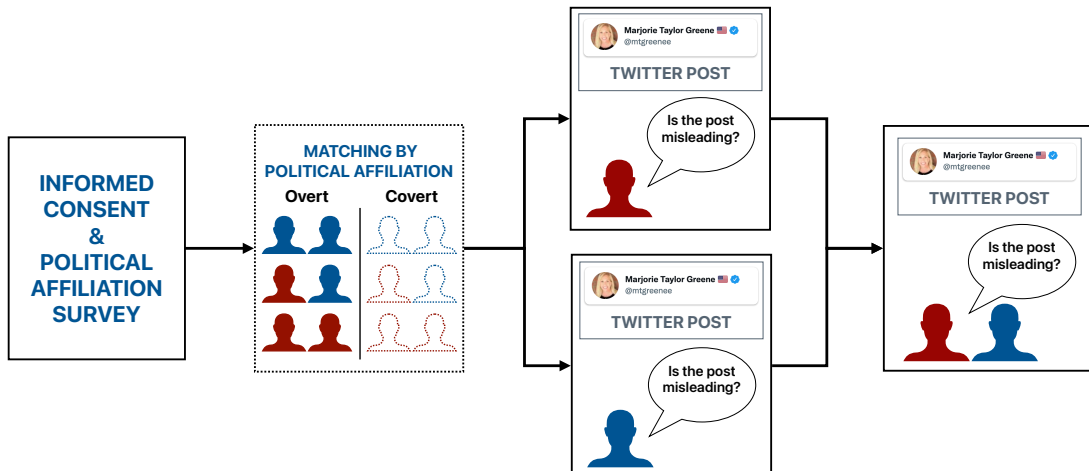 INFORMED
CONSENT
&
POLITICAL
AFFILIATION
SURVEY
MATCHING BY
POLITICAL AFFILIATION
Overt
Covert
Marjorie Taylor Greene 🇺🇸
@mtgreenee
TWITTER POST
Is the post
misleading?
Marjorie Taylor Greene 🇺🇸
@mtgreenee
TWITTER POST
Is the post
misleading?
Marjorie Taylor Greene 🇺🇸
@mtgreenee
TWITTER POST
Is the post
misleading?